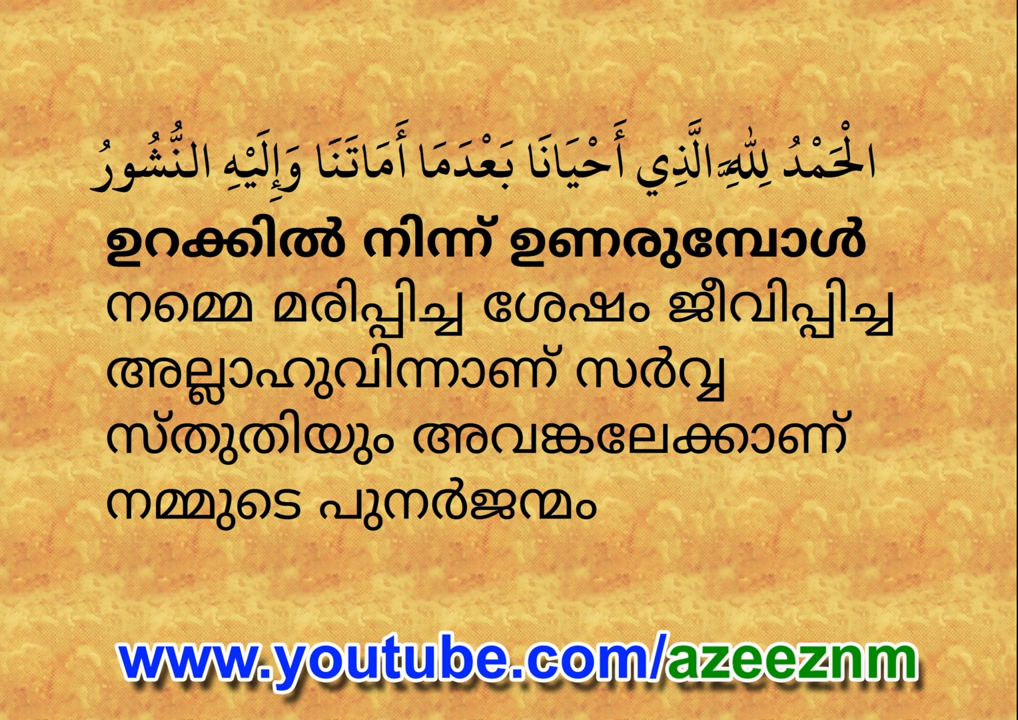 الْحَمْدُ لِلَّهِ الَّذِي أَحْيَانَا بَعْدَمَا أَمَاتَنَا وَإِلَيْهِ النُّشُورُ
ഉറക്കിൽ നിന്ന് ഉണരുമ്പോൾ
നമ്മെ മരിപ്പിച്ച ശേഷം ജീവിപ്പിച്ച
അല്ലാഹുവിന്നാണ് സർവ്വ
സ്തുതിയും അവങ്കലേക്കാണ്
നമ്മുടെ പുനർജന്മം
www.youtube.com/azeeznm